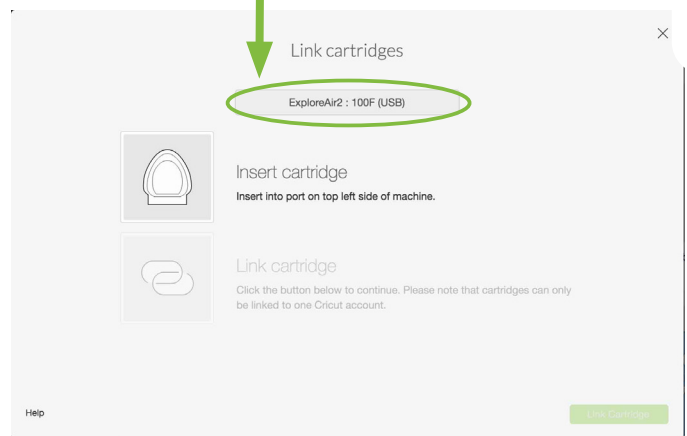 Link cartridges
ExploreAir2 : 100F (USB)
Insert cartridge
Insert into port on top left side of machine.
Link cartridge
Click the button below to continue. Please note that cartridges can only
be linked to one Cricut account.
Help
Link Cartridge